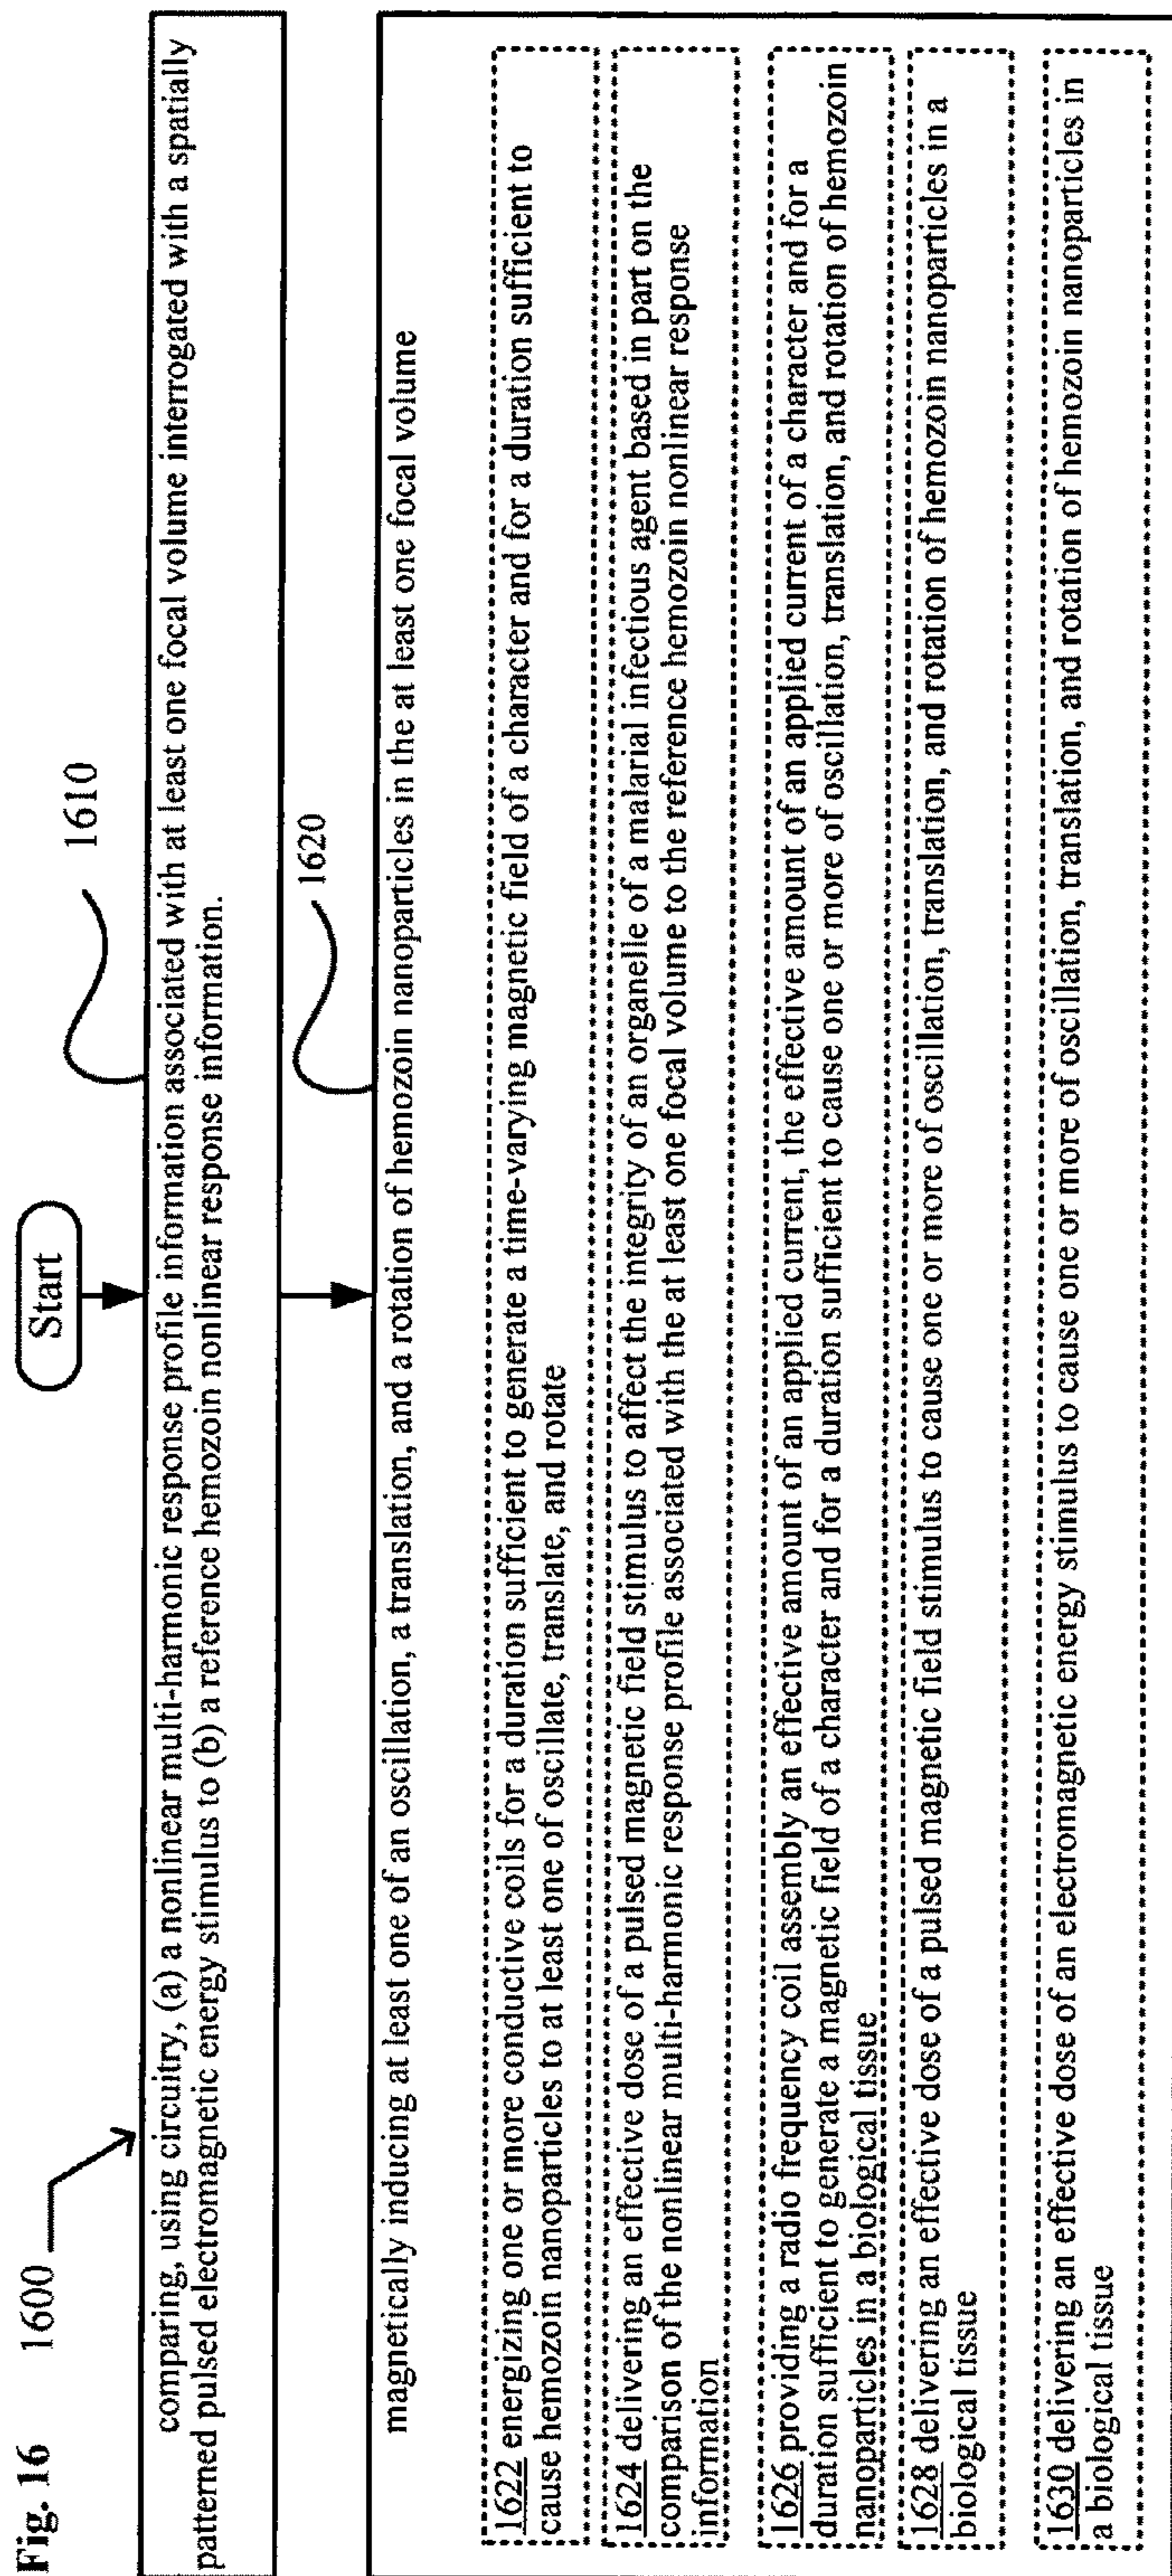 Fig. 16
1600
Start
1610
comparing, using circuitry, (a) a nonlinear multi-harmonic response profile information associated with at least one focal volume interrogated with a spatially
patterned pulsed electromagnetic energy stimulus to (b) a reference hemozoin nonlinear response information.
1620
magnetically inducing at least one of an oscillation, a translation, and a rotation of hemozoin nanoparticles in the at least one focal volume
1622 energizing one or more conductive coils for a duration sufficient to generate a time-varying magnetic field of a character and for a duration sufficient to
cause hemozoin nanoparticles to at least one of oscillate, translate, and rotate
1624 delivering an effective dose of a pulsed magnetic field stimulus to affect the integrity of an organelle of a malarial infectious agent based in part on the
comparison of the nonlinear multi-harmonic response profile associated with the at least one focal volume to the reference hemozoin nonlinear response
information
1626 providing a radio frequency coil assembly an effective amount of an applied current, the effective amount of an applied current of a character and for a
duration sufficient to generate a magnetic field of a character and for a duration sufficient to cause one or more of oscillation, translation, and rotation of hemozoin
nanoparticles in a biological tissue
1628 delivering an effective dose of a pulsed magnetic field stimulus to cause one or more of oscillation, translation, and rotation of hemozoin nanoparticles in a
biological tissue
1630 delivering an effective dose of an electromagnetic energy stimulus to cause one or more of oscillation, translation, and rotation of hemozoin nanoparticles in
a biological tissue